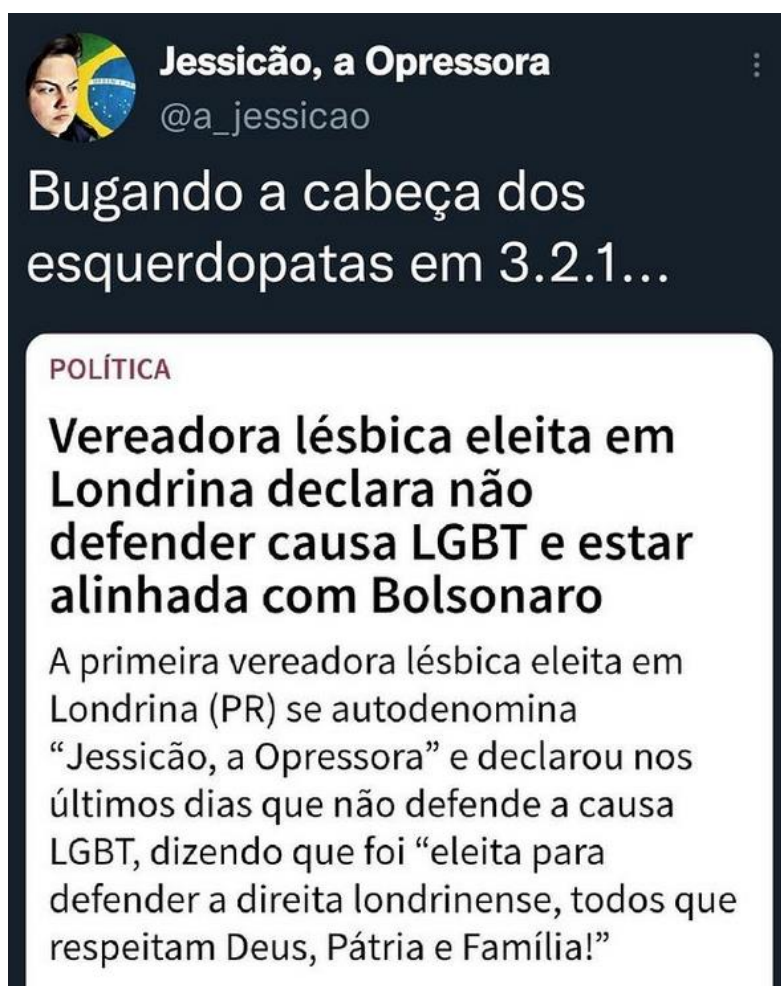 Jessicão, a Opressora
@a_jessicao
Bugando a cabeça dos
esquerdopatas em 3.2.1...
POLÍTICA
Vereadora lésbica eleita em
Londrina declara não
defender causa LGBT e estar
alinhada com Bolsonaro
A primeira vereadora lésbica eleita em
Londrina (PR) se autodenomina
“Jessicão, a Opressora” e declarou nos
últimos dias que não defende a causa
LGBT, dizendo que foi “eleita para
defender a direita londrinense, todos que
respeitam Deus, Pátria e Família!”